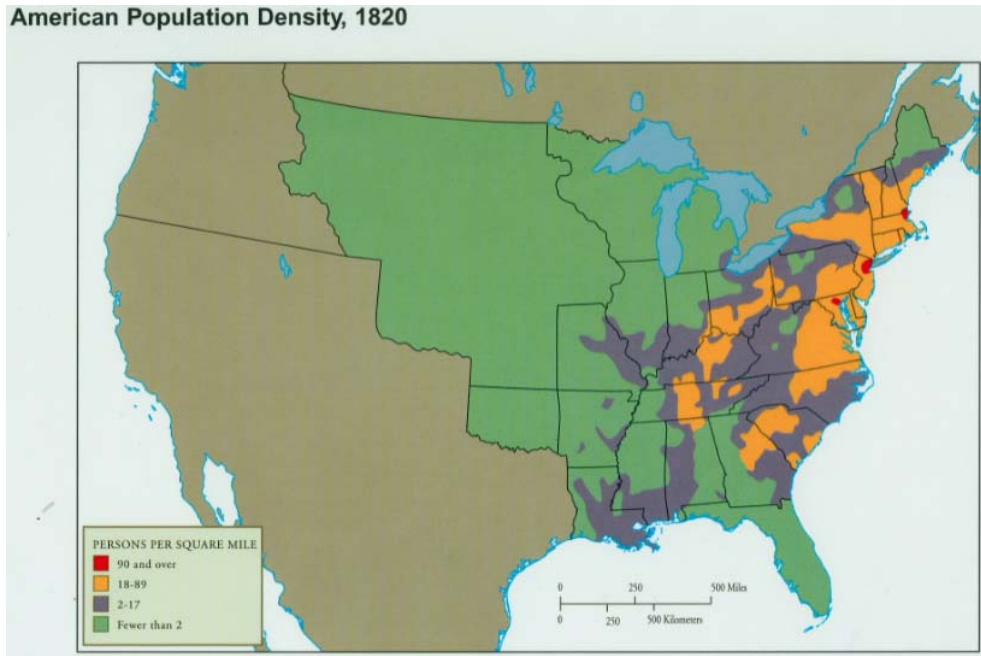 American Population Density, 1820
PERSONS PER SQUARE MILE
90 and over
18-89
2-17
Fewer than 2
0 250 500 Miles
0 250 500 Kilometers